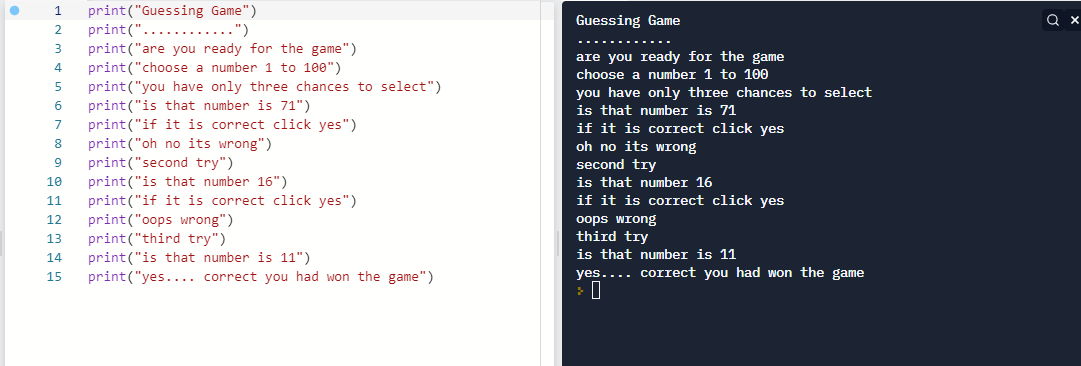 1 print("Guessing Game")
2 print("............")
3 print("are you ready for the game")
4 print("choose a number 1 to 100")
5 print("you have only three chances to select")
6 print("is that number is 71")
7 print("if it is correct click yes")
8 print("oh no its wrong")
9 print("second try")
10 print("is that number 16")
11 print("if it is correct click yes")
12 print("oops wrong")
13 print("third try")
14 print("is that number is 11")
15 print("yes.... correct you had won the game")
Guessing Game
............
are you ready for the game
choose a number 1 to 100
you have only three chances to select
is that number is 71
if it is correct click yes
oh no its wrong
second try
is that number 16
if it is correct click yes
oops wrong
third try
is that number is 11
yes.... correct you had won the game